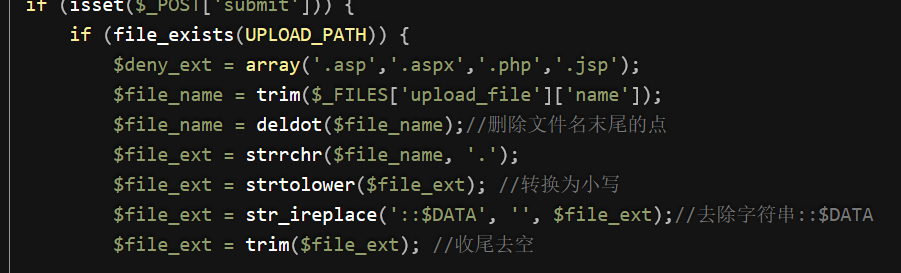 if (isset($_POST['submit'])) {
if (file_exists(UPLOAD_PATH)) {
$deny_ext = array('.asp','.aspx','.php','.jsp');
$file_name = trim($_FILES['upload_file']['name']);
$file_name = deldot($file_name);//删除文件名末尾的点
$file_ext = strrchr($file_name, '.');
$file_ext = strtolower($file_ext); //转换为小写
$file_ext = str_ireplace('::$DATA', '', $file_ext);//去除字符串::$DATA
$file_ext = trim($file_ext); //收尾去空